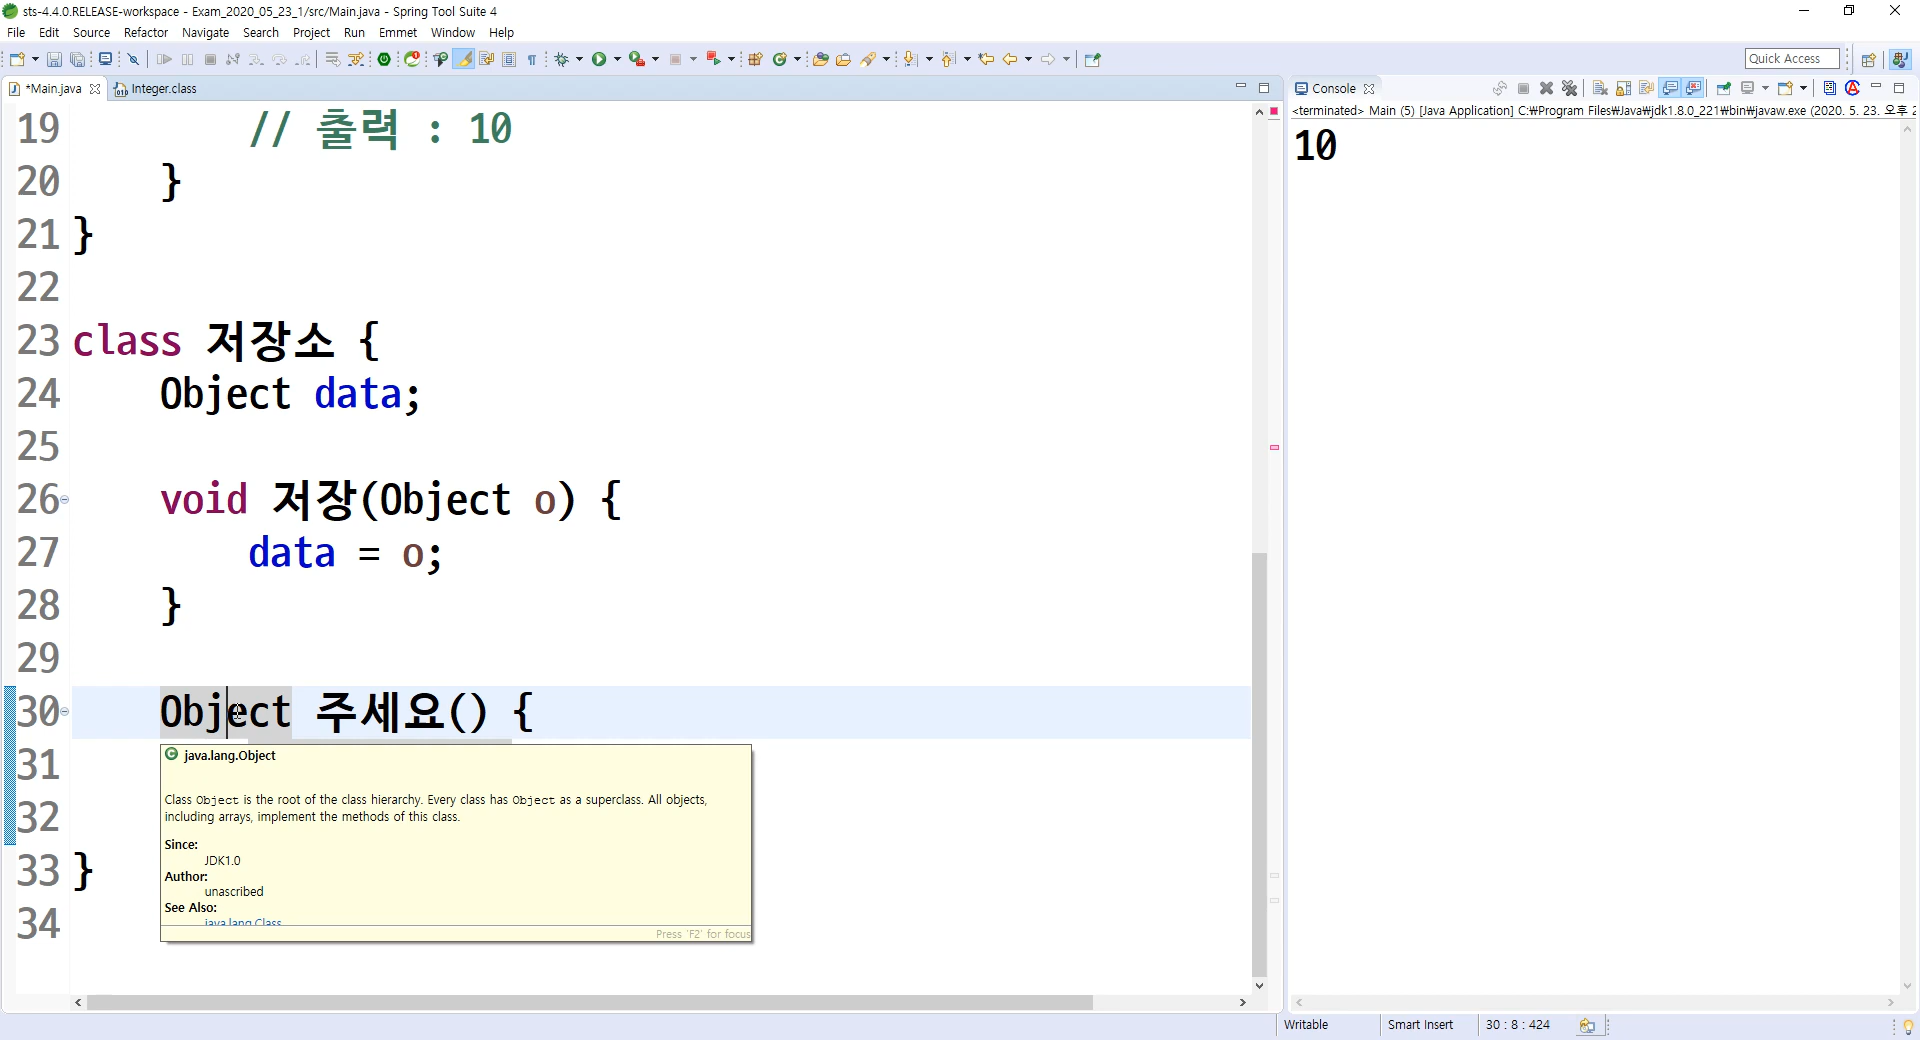 sts-4.4.0.RELEASE-workspace - Exam_2020_05_23_1/src/Main.java - Spring Tool Suite 4
File Edit Source Refactor Navigate Search Project Run Emmet Window Help
Quick Access
*Main.java Integer.class
19 // 출력 : 10
20 }
21 }
22
23 class 저장소 {
24 Object data;
25
26 void 저장(Object o) {
27 data = o;
28 }
29
30 Object 주세요() {
31
32
33 }
34
java.lang.Object
Class Object is the root of the class hierarchy. Every class has Object as a superclass. All objects,
including arrays, implement the methods of this class.
Since:
JDK1.0
Author:
unascribed
See Also:
java.lang.Class
Press 'F2' for focus
Console
<terminated> Main (5) [Java Application] C:₩Program Files₩Java₩jdk1.8.0_221₩bin₩javaw.exe (2020. 5. 23. 오후 2
10
Writable Smart Insert 30 : 8 : 424